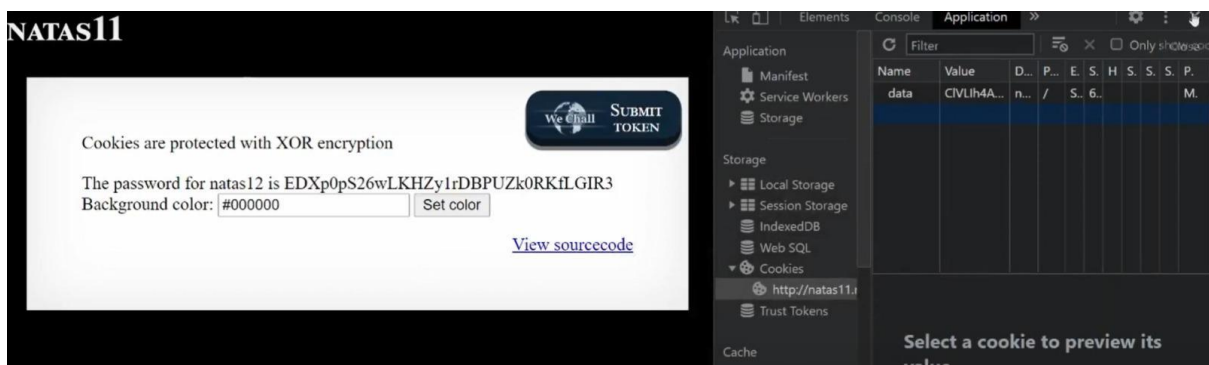 NATAS11
We Chall
SUBMIT
TOKEN
Cookies are protected with XOR encryption
The password for natas12 is EDXp0pS26wLKHZy1rDBPUZk0RKfLGIR3
Background color: #000000 Set color
View sourcecode
Elements Console Application »
Application
Manifest
Service Workers
Storage
Storage
Local Storage
Session Storage
IndexedDB
Web SQL
Cookies
http://natas11.
Trust Tokens
Cache
Filter
Only
Name Value D... P... E. S. H S. S. S. P.
data ClVLIh4A... n... / S.. 6.. M.
Select a cookie to preview its